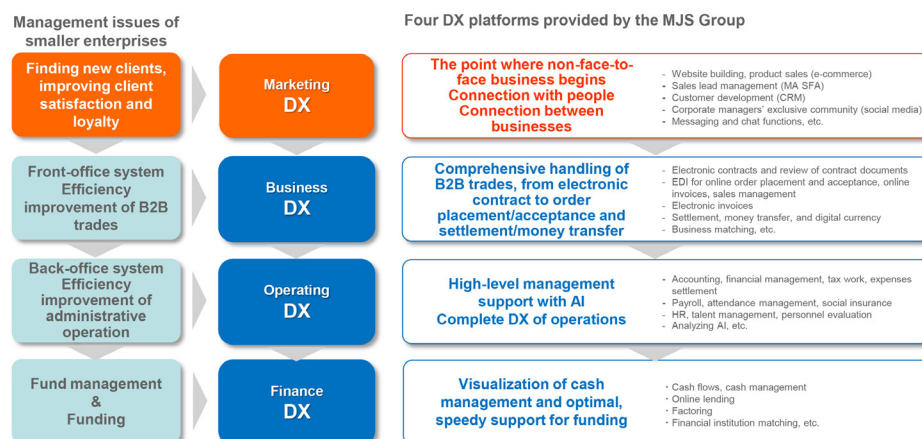 Management issues of
smaller enterprises
Four DX platforms provided by the MJS Group
Finding new clients,
improving client
satisfaction and
loyalty
Marketing
DX
The point where non-face-to-
face business begins
Connection with people
Connection between
businesses
- Website building, product sales (e-commerce)
- Sales lead management (MA SFA)
- Customer development (CRM)
- Corporate managers' exclusive community (social media)
- Messaging and chat functions, etc.
Front-office system
Efficiency
improvement of B2B
trades
Business
DX
Comprehensive handling of
B2B trades, from electronic
contract to order
placement/acceptance and
settlement/money transfer
- Electronic contracts and review of contract documents
- EDI for online order placement and acceptance, online
invoices, sales management
- Electronic invoices
- Settlement, money transfer, and digital currency
- Business matching, etc.
Back-office system
Efficiency
improvement of
administrative
operation
Operating
DX
High-level management
support with AI
Complete DX of operations
- Accounting, financial management, tax work, expenses
settlement
- Payroll, attendance management, social insurance
- HR, talent management, personnel evaluation
- Analyzing AI, etc.
Fund management
&
Funding
Finance
DX
Visualization of cash
management and optimal,
speedy support for funding
・Cash flows, cash management
・Online lending
・Factoring
・Financial institution matching, etc.